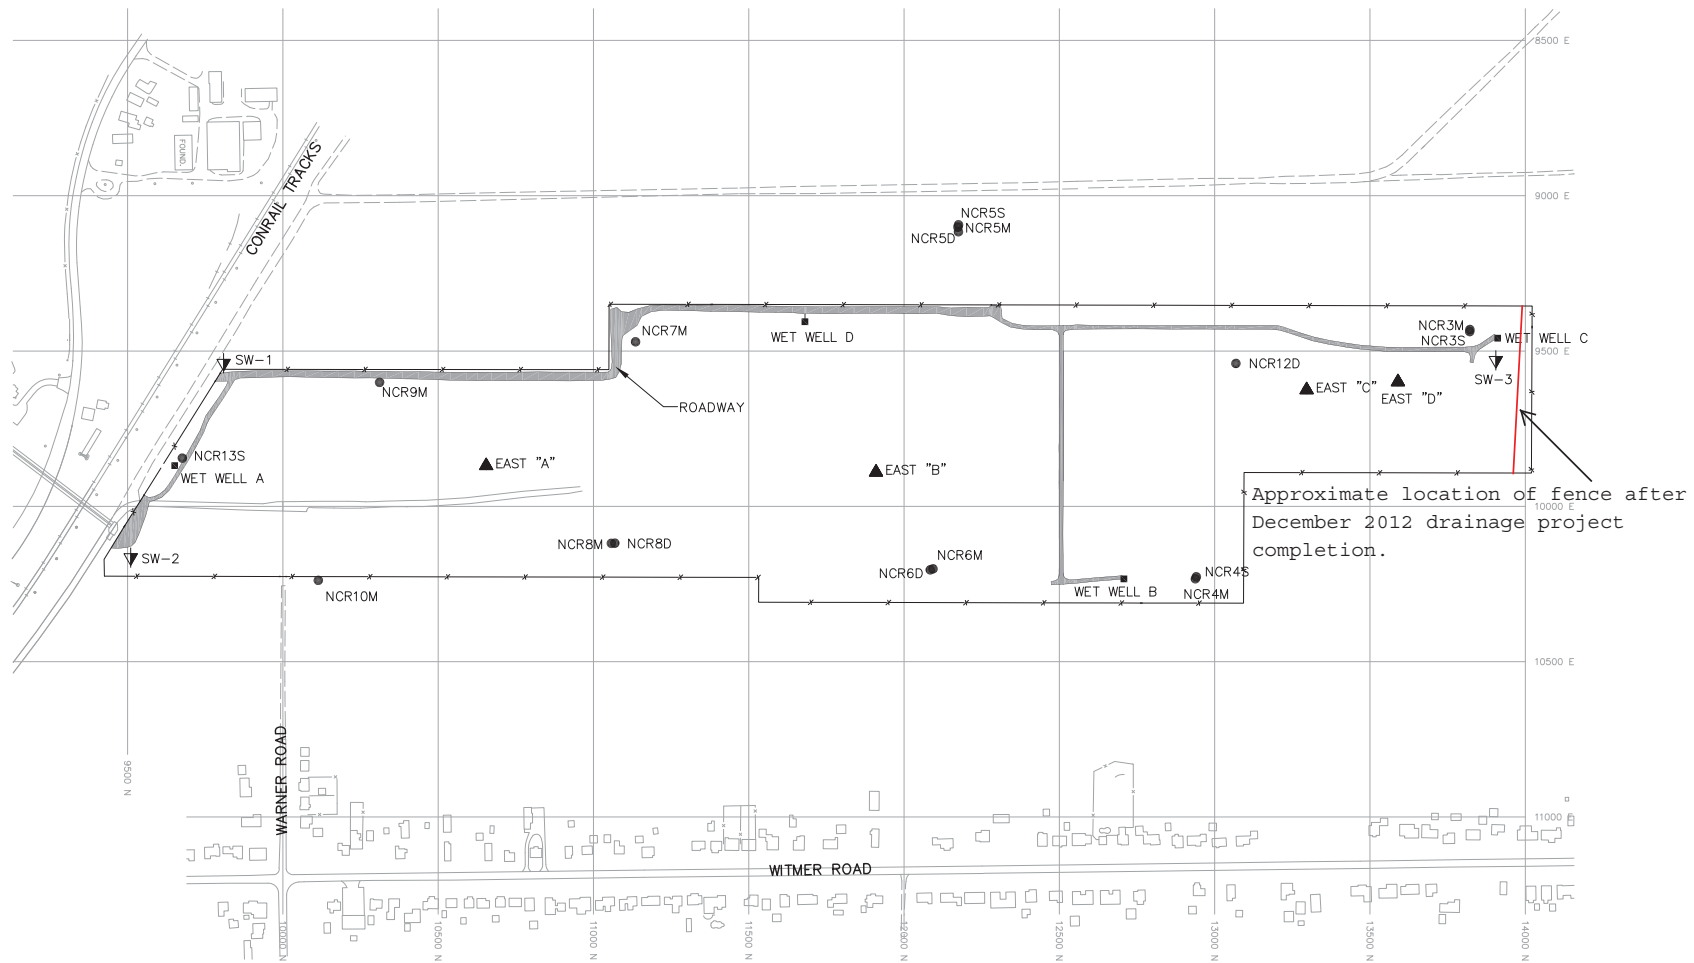 8500 E
FOUND.
CONRAIL TRACKS
9000 E
NCR5S
NCR5M
NCR5D
NCR7M
WET WELL D
NCR3M
NCR3S
WET WELL C
SW-1
9500 E
NCR12D
SW-3
NCR9M
EAST "C"
EAST "D"
ROADWAY
NCR13S
EAST "A"
EAST "B"
WET WELL A
Approximate location of fence after
December 2012 drainage project
completion.
10000 E
SW-2
NCR8M
NCR8D
NCR6M
NCR6D
NCR4S
WET WELL B
NCR4M
NCR10M
10500 E
9500 N
WARNER ROAD
11000 E
WITMER ROAD
10000 N
10500 N
11000 N
11500 N
12000 N
12500 N
13000 N
13500 N
14000 N